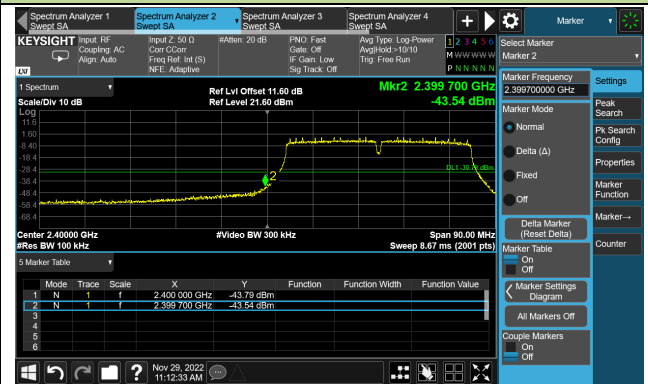 Spectrum Analyzer 1
Swept SA
Spectrum Analyzer 2
Swept SA
Spectrum Analyzer 3
Swept SA
Spectrum Analyzer 4
Swept SA
+
Marker
KEYSIGHT
LXI
Input: RF
Coupling: AC
Align: Auto
Input Z: 50 Ω
Corr CCorr
Freq Ref: Int (S)
NFE: Adaptive
#Atten: 20 dB
PNO: Fast
Gate: Off
IF Gain: Low
Sig Track: Off
Avg Type: Log-Power
Avg|Hold:>10/10
Trig: Free Run
1 2 3 4 5 6
M W W W W W
P N N N N N
Select Marker
Marker 2
1 Spectrum
Scale/Div 10 dB
Ref Lvl Offset 11.60 dB
Ref Level 21.60 dBm
Mkr2 2.399 700 0 GHz
-43.54 dBm
Log
11.6
1.60
-8.40
-18.4
-28.4
-38.4
-48.4
-58.4
-68.4
2
Center 2.40000 GHz
#Res BW 100 kHz
#Video BW 300 kHz
Span 90.00 MHz
Sweep 8.67 ms (2001 pts)
5 Marker Table
Mode Trace Scale X Y Function Function Width Function Value
1 N 1 f 2.400 000 GHz -43.79 dBm
2 N 1 f 2.399 700 GHz -43.54 dBm
3
4
5
6
Marker Frequency
2.399700000 GHz
Marker Mode
Normal
Delta (Δ)
Fixed
Off
Delta Marker
(Reset Delta)
Marker Table
On
Off
Marker Settings
Diagram
All Markers Off
Couple Markers
On
Off
Settings
Peak
Search
Pk Search
Config
Properties
Marker
Function
Marker→
Counter
?
Nov 29, 2022
11:12:33 AM